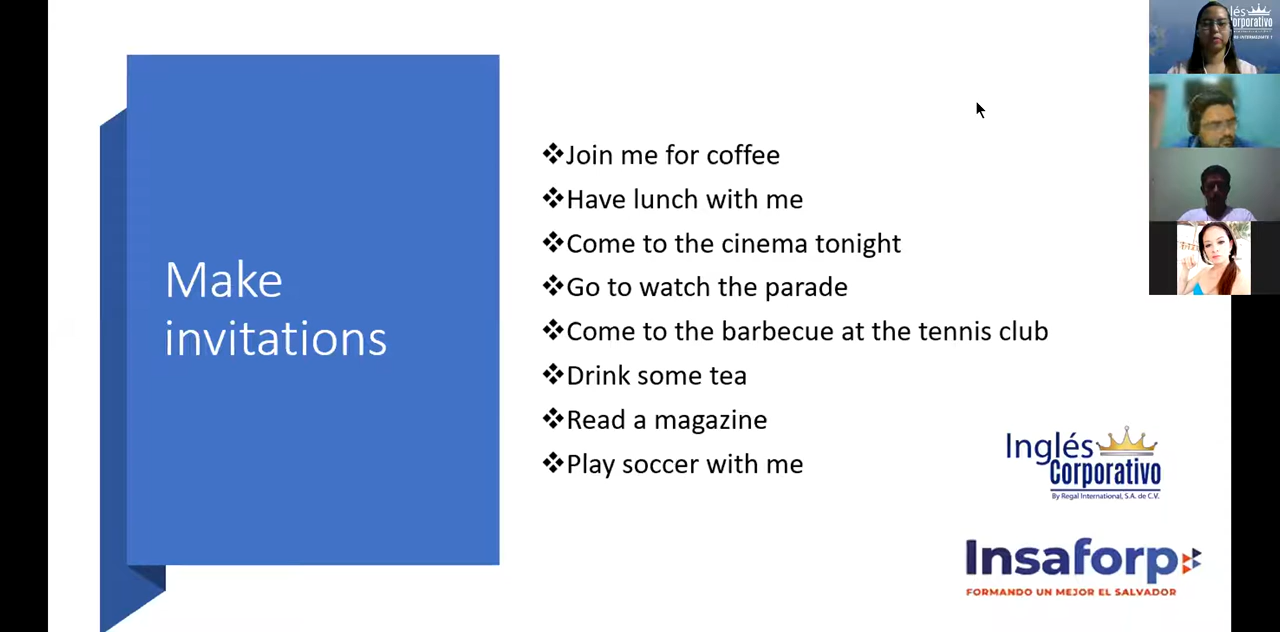 Make
invitations
Join me for coffee
Have lunch with me
Come to the cinema tonight
Go to watch the parade
Come to the barbecue at the tennis club
Drink some tea
Read a magazine
Play soccer with me
Inglés
Corporativo
By Regal International, S.A. de C.V.
Insaforp
FORMANDO UN MEJOR EL SALVADOR
lés
orporativo